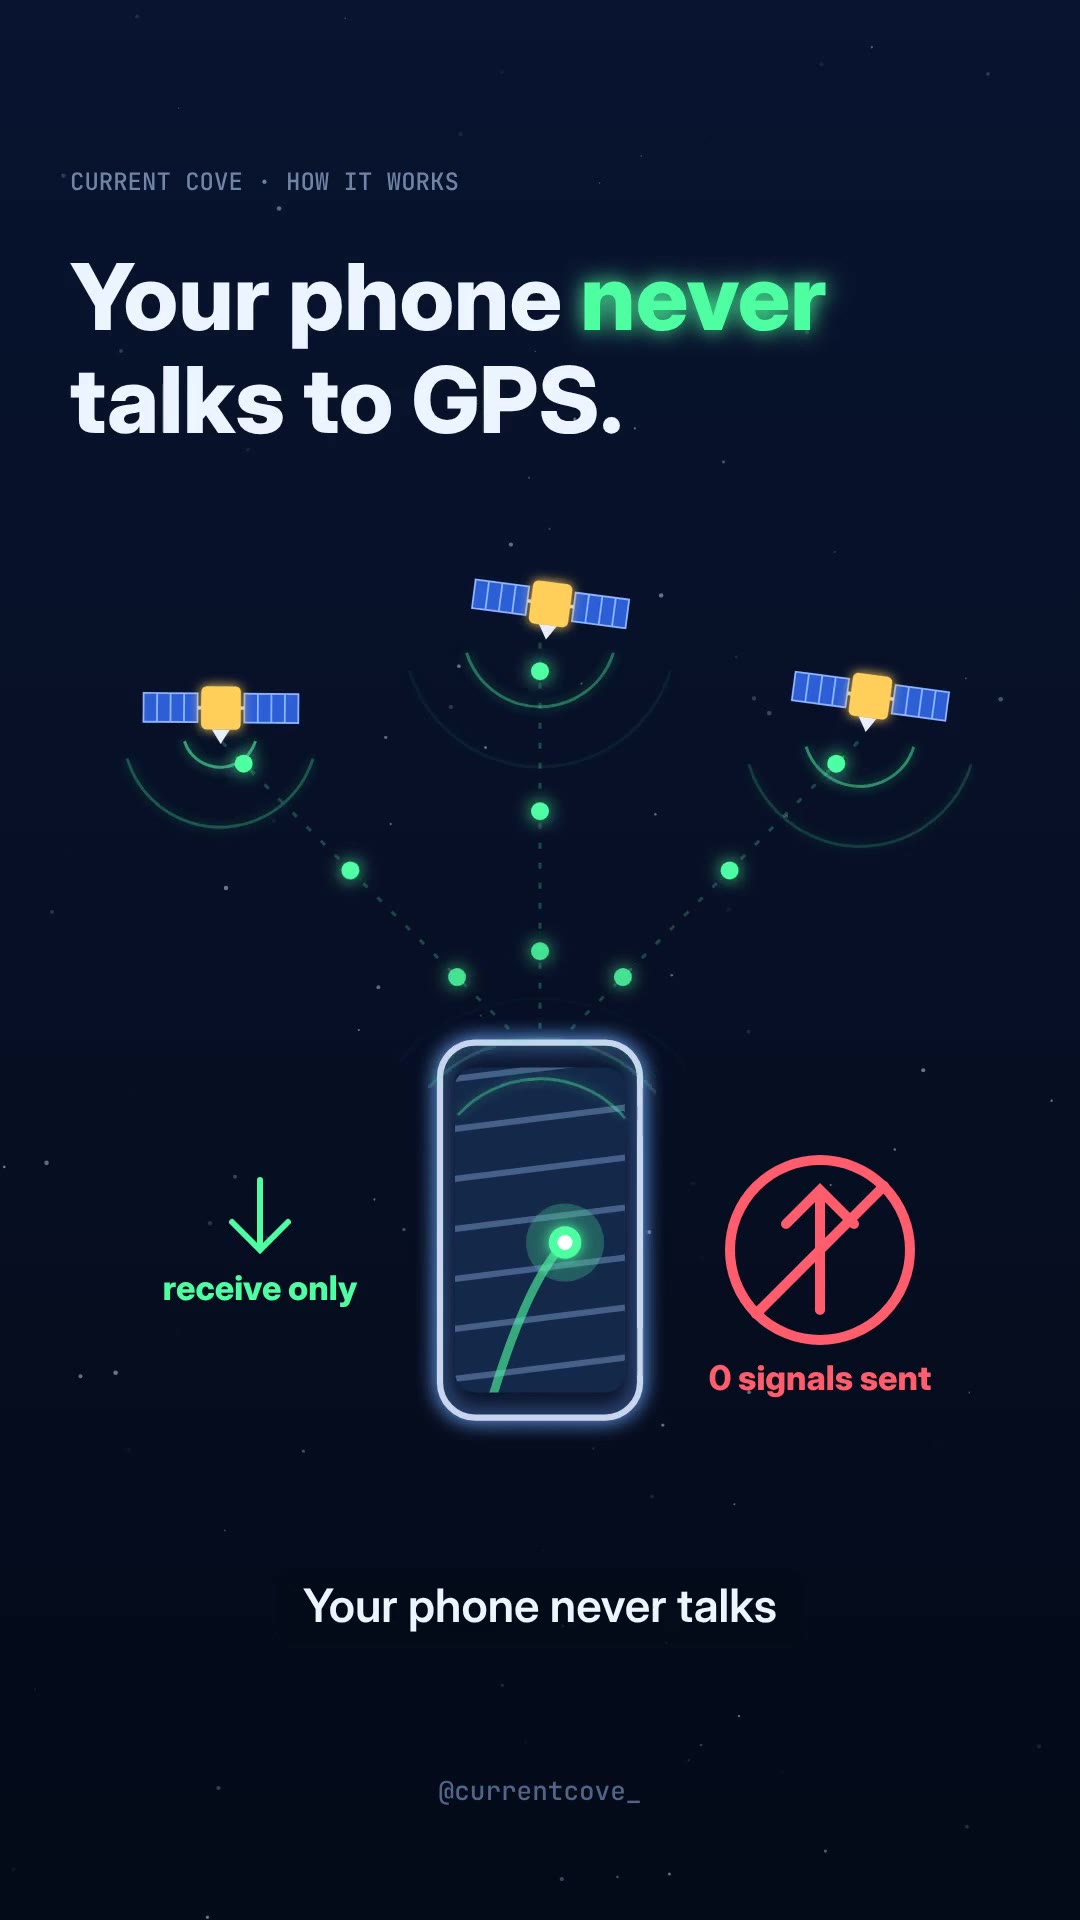 CURRENT COVE · HOW IT WORKS
Your phone never
talks to GPS.
receive only
0 signals sent
Your phone never talks
@currentcove_